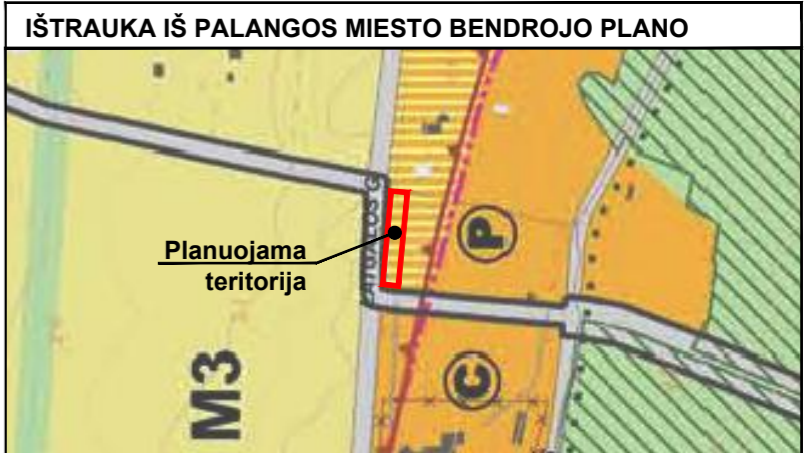 IŠTRAUKA IŠ PALANGOS MIESTO BENDROJO PLANO
Planuojama
teritorija
P
C
M3